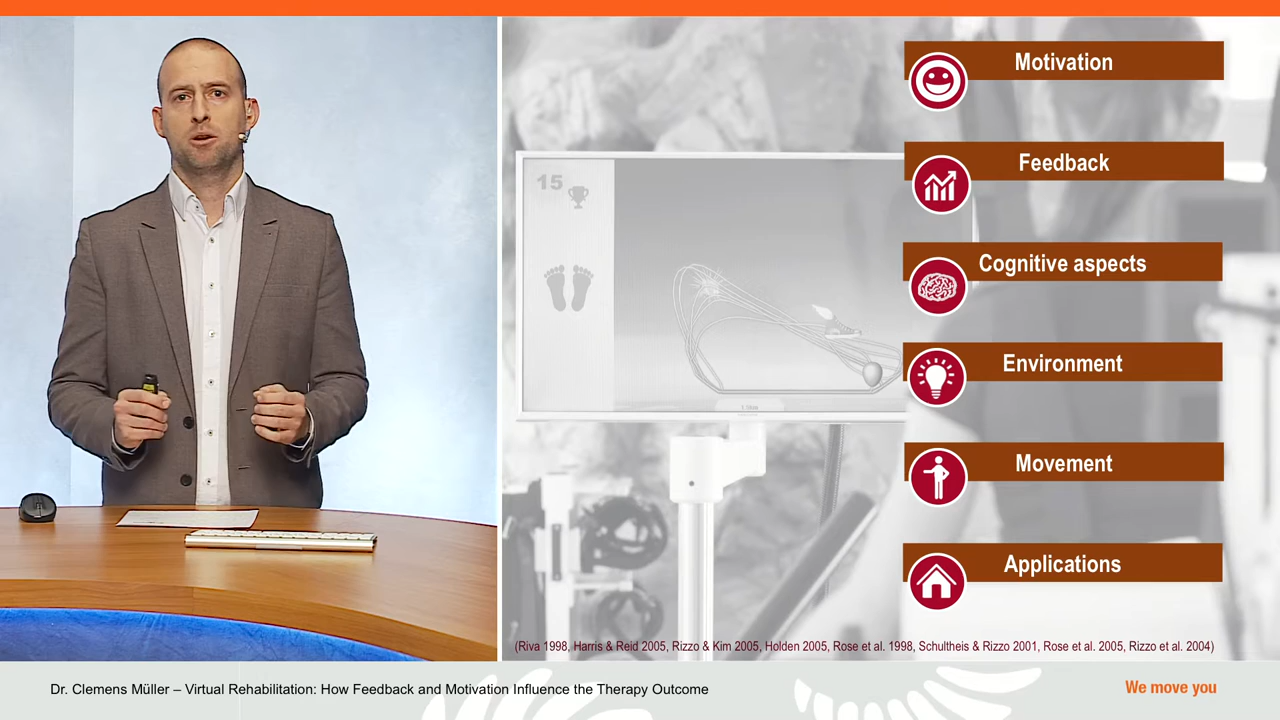 Motivation
15
Feedback
Cognitive aspects
Environment
Movement
Applications
(Riva 1998, Harris & Reid 2005, Rizzo & Kim 2005, Holden 2005, Rose et al. 1998, Schultheis & Rizzo 2001, Rose et al. 2005, Rizzo et al. 2004)
Dr. Clemens Müller – Virtual Rehabilitation: How Feedback and Motivation Influence the Therapy Outcome
We move you